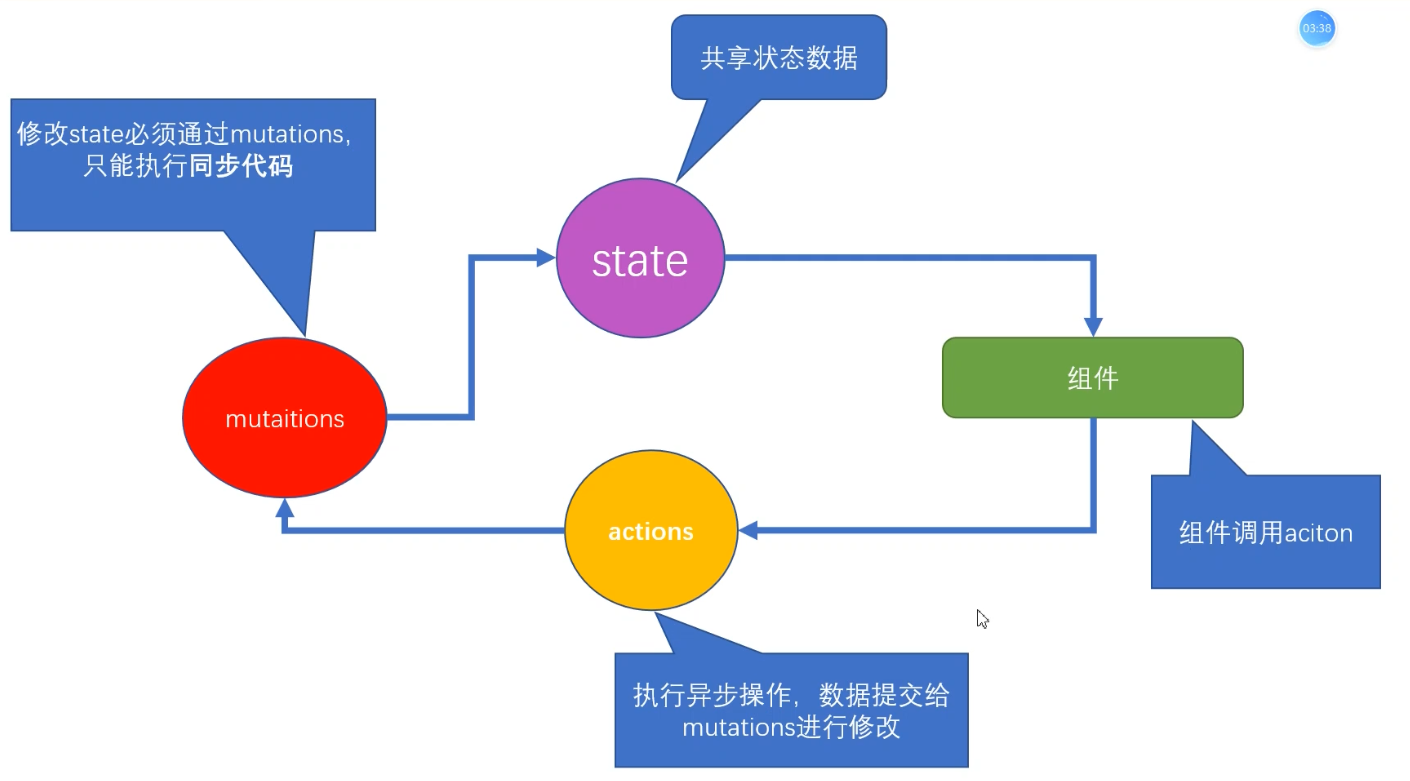 03:38
共享状态数据
修改state必须通过mutations,
只能执行同步代码
state
组件
mutaitions
actions
组件调用aciton
执行异步操作，数据提交给
mutations进行修改